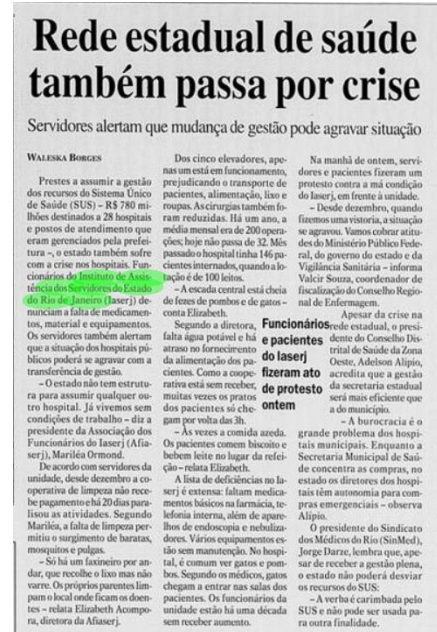 Rede estadual de saúde
também passa por crise
Servidores alertam que mudança de gestão pode agravar situação
WALESKA BORGES
Prestes a assumir a gestão
dos recursos do Sistema Único
de Saúde (SUS) – R$ 780 mi-
lhões destinados a 28 hospitais
e postos de atendimento que
eram gerenciados pela prefei-
tura –, o estado também sofre
com a crise nos hospitais. Fun-
cionários do Instituto de Assis-
tência dos Servidores do Estado
do Rio de Janeiro (Iaserj) de-
nunciam a falta de medicamen-
tos, material e equipamentos.
Os servidores também alertam
que a situação dos hospitais pú-
blicos poderá se agravar com a
transferência de gestão.
– O estado não tem estrutu-
ra para assumir qualquer ou-
tro hospital. Já vivemos sem
condições de trabalho – diz a
presidente da Associação dos
Funcionários do Iaserj (Afia-
serj), Mariléa Ormond.
De acordo com servidores da
unidade, desde dezembro a co-
operativa de limpeza não rece-
be pagamento e há 20 dias para-
lisou as atividades. Segundo
Mariléa, a falta de limpeza per-
mitiu o surgimento de baratas,
mosquitos e pulgas.
– Só há um faxineiro por an-
dar, que recolhe o lixo mas não
varre. Os próprios parentes lim-
pam o local onde ficam os doen-
tes – relata Elizabeth Acompo-
ra, diretora da Afiaserj.
Dos cinco elevadores, ape-
nas um está em funcionamento,
prejudicando o transporte de
pacientes, alimentação, lixo e
roupas. As cirurgias também fo-
ram reduzidas. Há um ano, a
média mensal era de 200 opera-
ções; hoje não passa de 32. Mês
passado o hospital tinha 146 pa-
cientes internados, quando a lo-
tação é de 100 leitos.
– A escada central está cheia
de fezes de pombos e de gatos –
conta Elizabeth.
Segundo a diretora,
falta água potável e há
atraso no fornecimento
da alimentação dos pa-
cientes. Como a coope-
rativa está sem receber,
muitas vezes os pratos
dos pacientes só che-
gam por volta das 3h.
– Às vezes a comida azeda.
Os pacientes comem biscoito e
bebem leite no lugar da refei-
ção – relata Elizabeth.
A lista de deficiências no Ia-
serj é extensa: faltam medica-
mentos básicos na farmácia, te-
lefonia interna, além de apare-
lhos de endoscopia e nebuliza-
dores. Vários equipamentos es-
tão sem manutenção. No hospi-
tal, é comum ver gatos e pom-
bos. Segundo os médicos, gatos
chegam a entrar nas salas dos
pacientes. Os funcionários da
unidade estão há uma década
sem receber aumento.
Funcionários
e pacientes
do Iaserj
fizeram ato
de protesto
ontem
Na manhã de ontem, servi-
dores e pacientes fizeram um
protesto contra a má condição
do Iaserj, em frente à unidade.
– Desde dezembro, quando
fizemos uma vistoria, a situação
se agravou. Vamos cobrar atitu-
des do Ministério Público Fede-
ral, do governo do estado e da
Vigilância Sanitária – informa
Valcir Souza, coordenador de
fiscalização do Conselho Regio-
nal de Enfermagem.
Apesar da crise na
rede estadual, o presi-
dente do Conselho Dis-
trital de Saúde da Zona
Oeste, Adelson Alípio,
acredita que a gestão
da secretaria estadual
será mais eficiente que
a do município.
– A burocracia é o
grande problema dos hospi-
tais municipais. Enquanto a
Secretaria Municipal de Saú-
de concentra as compras, no
estado os diretores dos hospi-
tais têm autonomia para com-
pras emergenciais – observa
Alípio.
O presidente do Sindicato
dos Médicos do Rio (SinMed),
Jorge Darze, lembra que, ape-
sar de receber a gestão plena,
o estado não poderá desviar
os recursos do SUS:
– A verba é carimbada pelo
SUS e não pode ser usada pa-
ra outra finalidade.